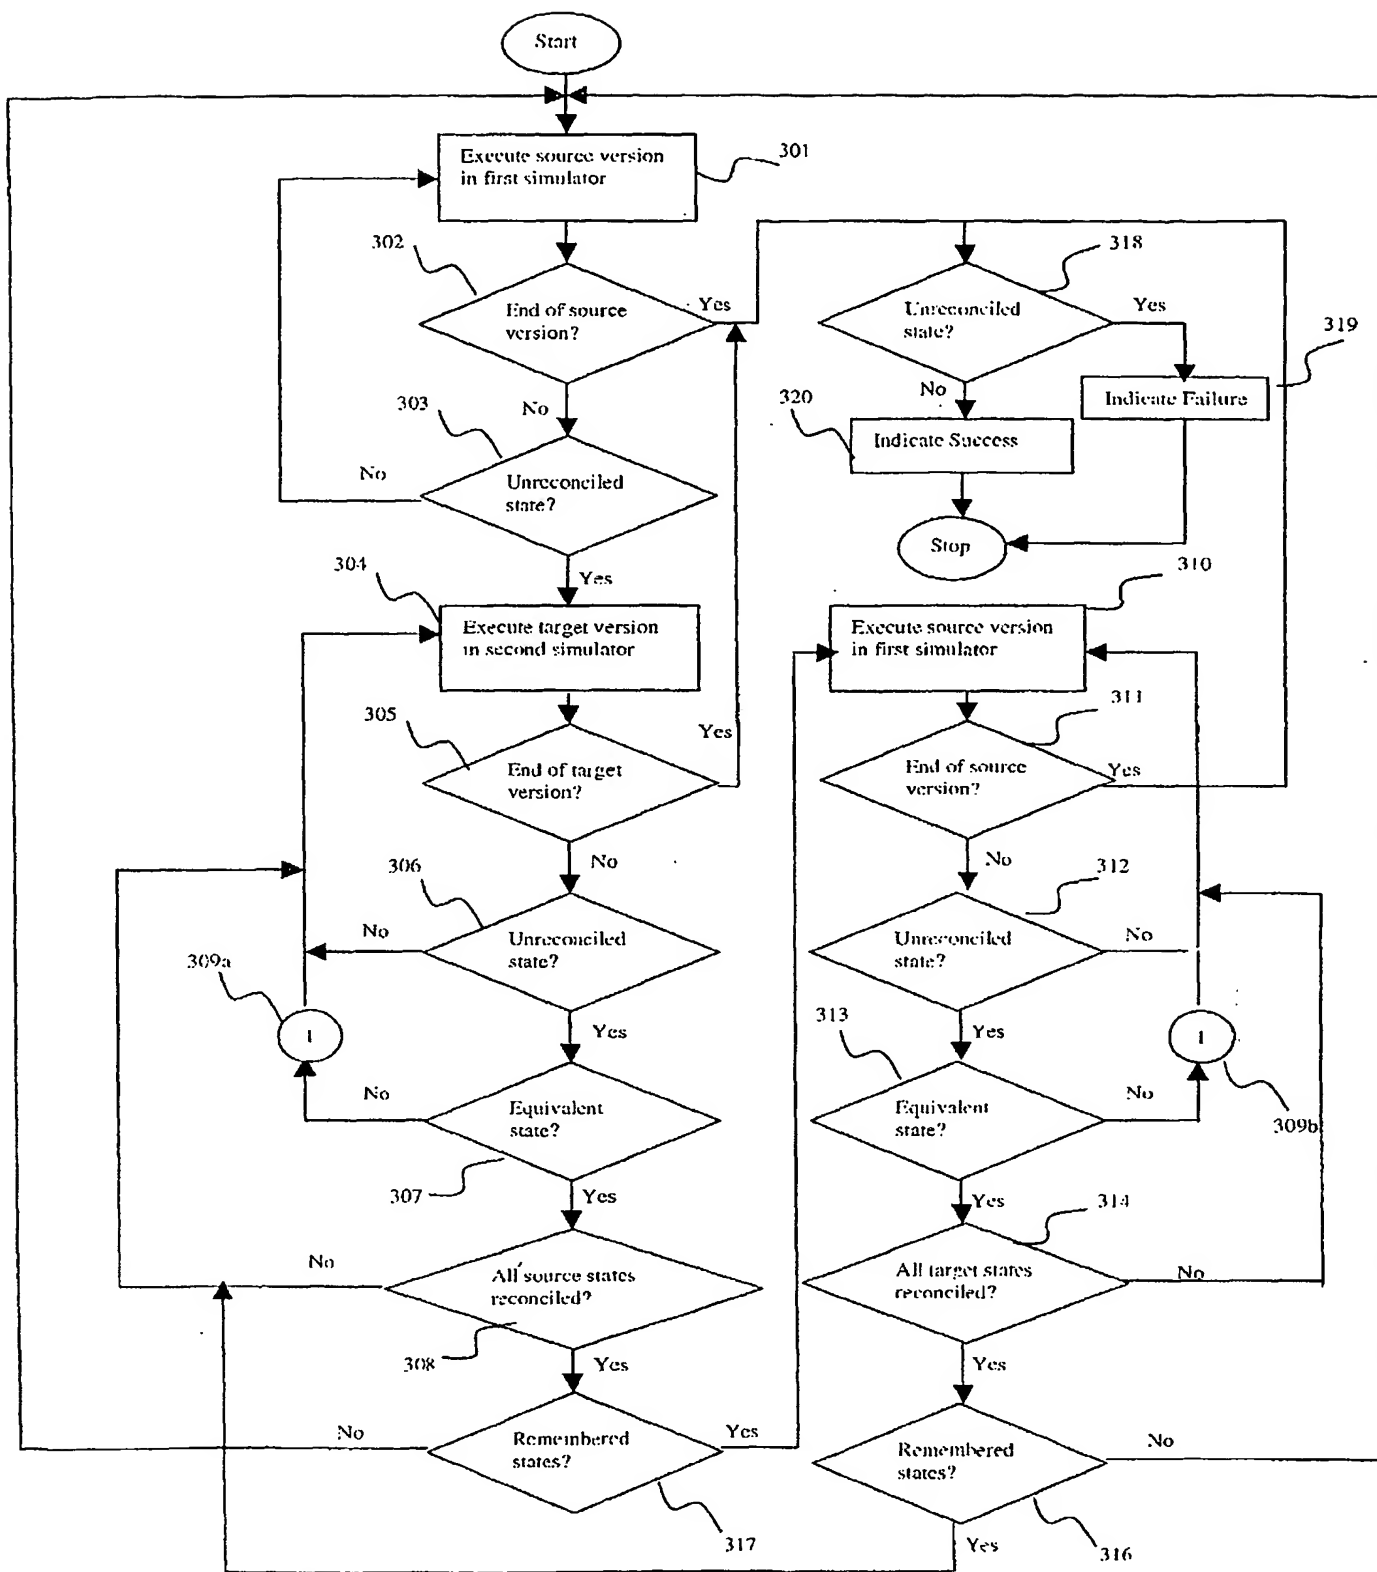 Start
Execute source version
in first simulator
301
302
End of source
version?
Yes
No
303
Unreconciled
state?
No
Yes
318
Unreconciled
state?
Yes
No
319
Indicate Failure
320
Indicate Success
Stop
304
Execute target version
in second simulator
305
End of target
version?
Yes
No
306
Unreconciled
state?
No
Yes
309a
1
Equivalent
state?
No
307
Yes
All source states
reconciled?
No
308
Yes
Remembered
states?
No
Yes
317
310
Execute source version
in first simulator
311
End of source
version?
Yes
No
312
Unreconciled
state?
No
Yes
313
1
Equivalent
state?
No
309b
Yes
314
All target states
reconciled?
No
Yes
Remembered
states?
No
Yes
316